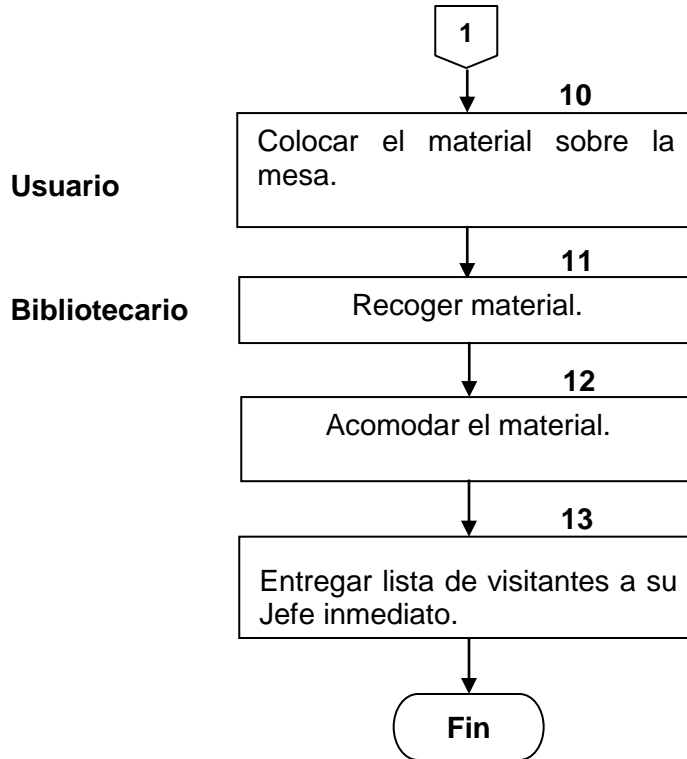 1
10
Colocar el material sobre la
mesa.
Usuario
11
Bibliotecario
Recoger material.
12
Acomodar el material.
13
Entregar lista de visitantes a su
Jefe inmediato.
Fin